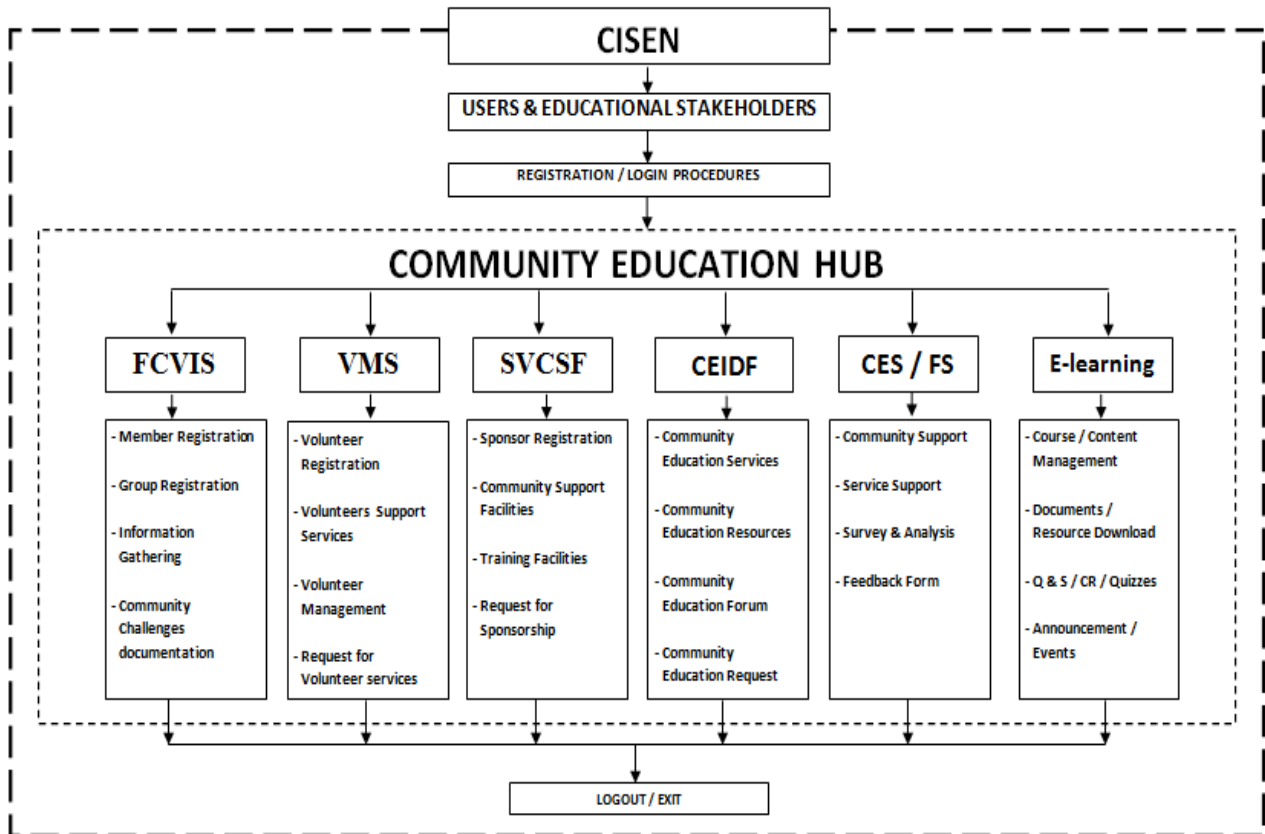 CISEN
USERS & EDUCATIONAL STAKEHOLDERS
REGISTRATION / LOGIN PROCEDURES
COMMUNITY EDUCATION HUB
FCVIS
VMS
SVCSF
CEIDF
CES / FS
E-learning
- Member Registration
- Group Registration
- Information
Gathering
- Community
Challenges
documentation
- Volunteer
Registration
- Volunteers Support
Services
- Volunteer
Management
- Request for
Volunteer services
- Sponsor Registration
- Community Support
Facilities
- Training Facilities
- Request for
Sponsorship
- Community
Education Services
- Community
Education Resources
- Community
Education Forum
- Community
Education Request
- Community Support
- Service Support
- Survey & Analysis
- Feedback Form
- Course / Content
Management
- Documents /
Resource Download
- Q & S / CR / Quizzes
- Announcement /
Events
LOGOUT / EXIT